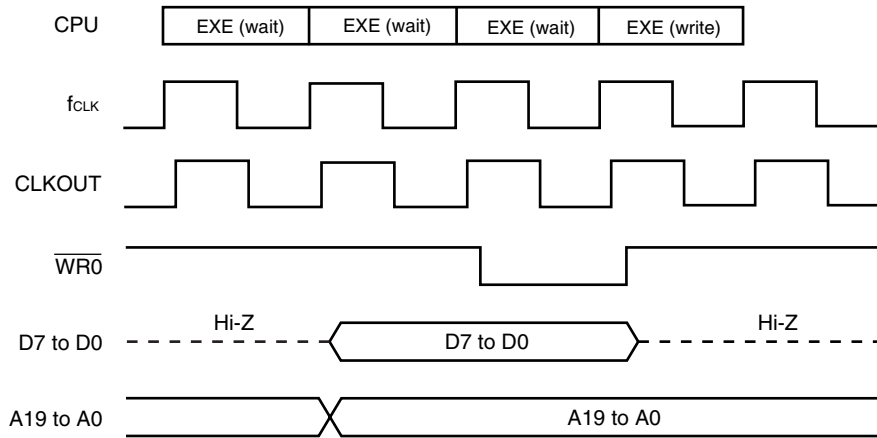 CPU EXE (wait) EXE (wait) EXE (wait) EXE (write)
fCLK
CLKOUT
WR0
Hi-Z Hi-Z
D7 to D0 D7 to D0
A19 to A0 A19 to A0